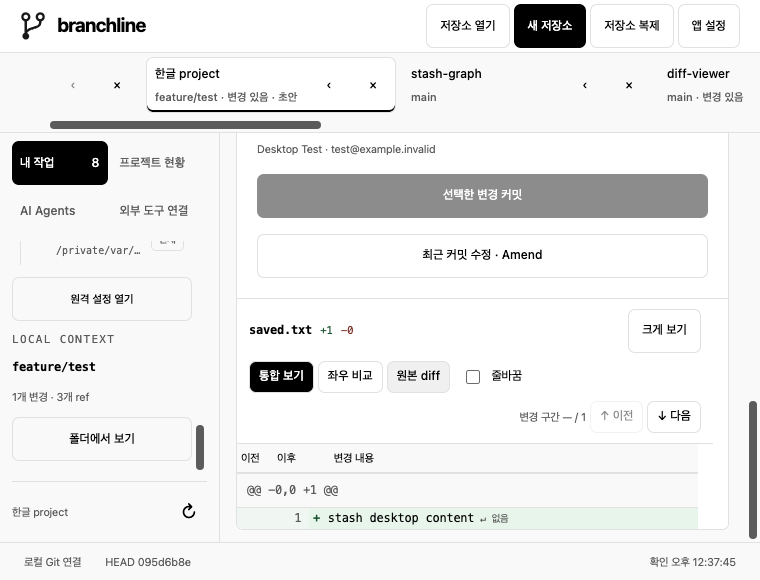 branchline
저장소 열기
새 저장소
저장소 복제
앱 설정
‹ ×
한글 project
feature/test · 변경 있음 · 초안
‹ ×
stash-graph
main
‹ ×
diff-viewer
main · 변경 있음
내 작업 8
프로젝트 현황
AI Agents
외부 도구 연결
/private/var/…
원격 설정 열기
LOCAL CONTEXT
feature/test
1개 변경 · 3개 ref
폴더에서 보기
한글 project
Desktop Test · test@example.invalid
선택한 변경 커밋
최근 커밋 수정 · Amend
saved.txt +1 −0
크게 보기
통합 보기
좌우 비교
원본 diff
줄바꿈
변경 구간 — / 1
↑ 이전
↓ 다음
이전 이후 변경 내용
@@ −0,0 +1 @@
1 + stash desktop content ↵ 없음
로컬 Git 연결
HEAD 095d6b8e
확인 오후 12:37:45